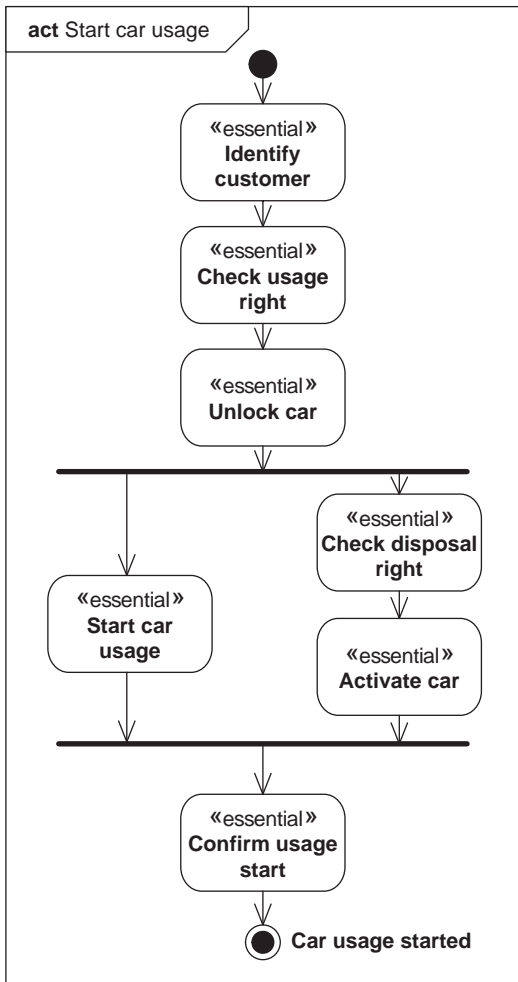 act Start car usage
«essential»
Identify
customer
«essential»
Check usage
right
«essential»
Unlock car
«essential»
Check disposal
right
«essential»
Start car
usage
«essential»
Activate car
«essential»
Confirm usage
start
Car usage started